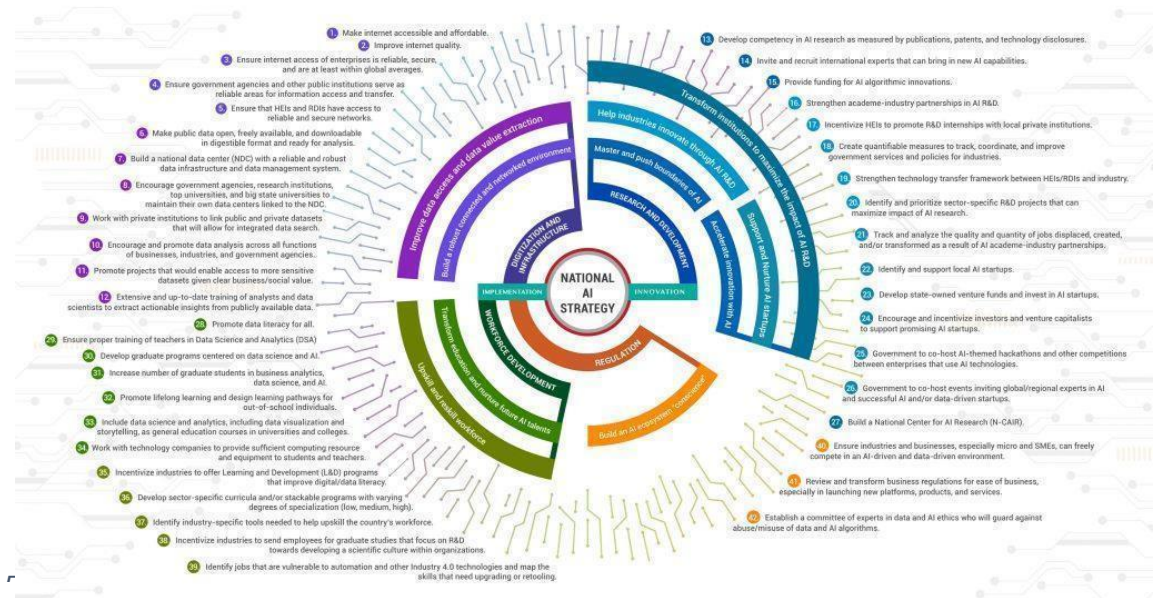 1. Make internet accessible and affordable.
2. Improve internet quality.
3. Ensure internet access of enterprises is reliable, secure,
and are at least within global averages.
4. Ensure government agencies and other public institutions serve as
reliable areas for information access and transfer.
5. Ensure that HEIs and RDIs have access to
reliable and secure networks.
6. Make public data open, freely available, and downloadable
in digestible format and ready for analysis.
7. Build a national data center (NDC) with a reliable and robust
data infrastructure and data management system.
8. Encourage government agencies, research institutions,
top universities, and big state universities to
maintain their own data centers linked to the NDC.
9. Work with private institutions to link public and private datasets
that will allow for integrated data search.
10. Encourage and promote data analysis across all functions
of businesses, industries, and government agencies.
11. Promote projects that would enable access to more sensitive
datasets given clear business/social value.
12. Extensive and up-to-date training of analysts and data
scientists to extract actionable insights from publicly available data.
28. Promote data literacy for all.
29. Ensure proper training of teachers in Data Science and Analytics (DSA)
30. Develop graduate programs centered on data science and AI.
31. Increase number of graduate students in business analytics,
data science, and AI.
32. Promote lifelong learning and design learning pathways for
out-of-school individuals.
33. Include data science and analytics, including data visualization and
storytelling, as general education courses in universities and colleges.
34. Work with technology companies to provide sufficient computing resource
and equipment to students and teachers.
35. Incentivize industries to offer Learning and Development (L&D) programs
that improve digital/data literacy.
36. Develop sector-specific curricula and/or stackable programs with varying
degrees of specialization (low, medium, high).
37. Identify industry-specific tools needed to help upskill the country's workforce.
38. Incentivize industries to send employees for graduate studies that focus on R&D
towards developing a scientific culture within organizations.
39. Identify jobs that are vulnerable to automation and other Industry 4.0 technologies and map the
skills that need upgrading or retooling.
Improve data access and data value extraction
Build a robust connected and networked environment
DIGITIZATION AND
INFRASTRUCTURE
Transform institutions to maximize the impact of AI R&D
Help industries innovate through AI R&D
Master and push boundaries of AI
RESEARCH AND DEVELOPMENT
Accelerate innovation with AI
Support and Nurture AI startups
NATIONAL
AI
STRATEGY
IMPLEMENTATION
INNOVATION
WORKFORCE DEVELOPMENT
Transform education and nurture future AI talents
Upskill and reskill workforce
REGULATION
Build an AI ecosystem "conscience"
13. Develop competency in AI research as measured by publications, patents, and technology disclosures.
14. Invite and recruit international experts that can bring in new AI capabilities.
15. Provide funding for AI algorithmic innovations.
16. Strengthen academe-industry partnerships in AI R&D.
17. Incentivize HEIs to promote R&D internships with local private institutions.
18. Create quantifiable measures to track, coordinate, and improve
government services and policies for industries.
19. Strengthen technology transfer framework between HEIs/RDIs and industry.
20. Identify and prioritize sector-specific R&D projects that can
maximize impact of AI research.
21. Track and analyze the quality and quantity of jobs displaced, created,
and/or transformed as a result of AI academe-industry partnerships.
22. Identify and support local AI startups.
23. Develop state-owned venture funds and invest in AI startups.
24. Encourage and incentivize investors and venture capitalists
to support promising AI startups.
25. Government to co-host AI-themed hackathons and other competitions
between enterprises that use AI technologies.
26. Government to co-host events inviting global/regional experts in AI
and successful AI and/or data-driven startups.
27 Build a National Center for AI Research (N-CAIR).
40. Ensure industries and businesses, especially micro and SMEs, can freely
compete in an AI-driven and data-driven environment.
41. Review and transform business regulations for ease of business,
especially in launching new platforms, products, and services.
42. Establish a committee of experts in data and AI ethics who will guard against
abuse/misuse of data and AI algorithms.